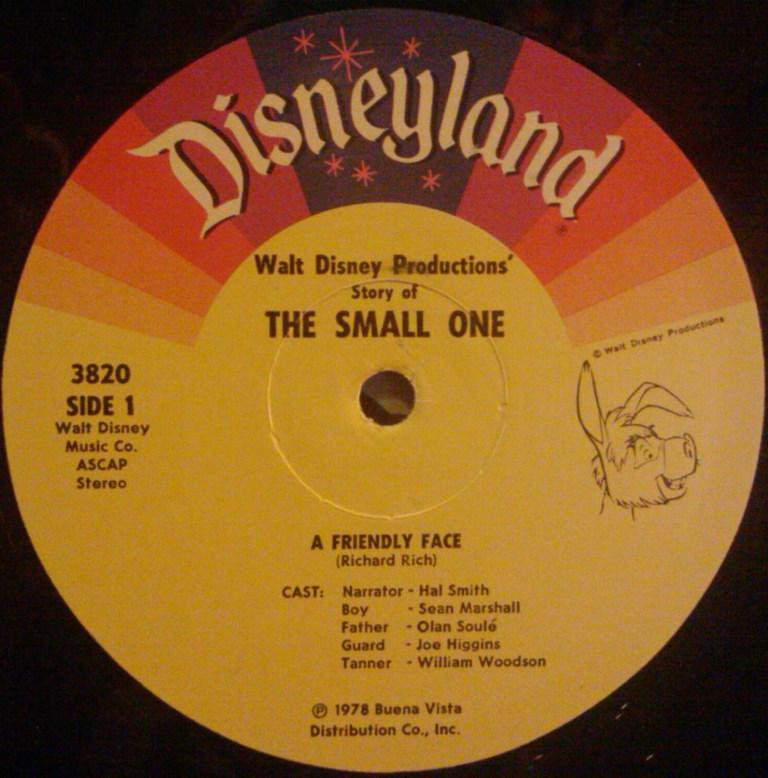 Disneyland
Walt Disney Productions'
Story of
THE SMALL ONE
© Walt Disney Productions
3820
SIDE 1
Walt Disney
Music Co.
ASCAP
Stereo
A FRIENDLY FACE
(Richard Rich)
CAST: Narrator - Hal Smith
Boy - Sean Marshall
Father - Olan Soulé
Guard - Joe Higgins
Tanner - William Woodson
℗ 1978 Buena Vista
Distribution Co., Inc.